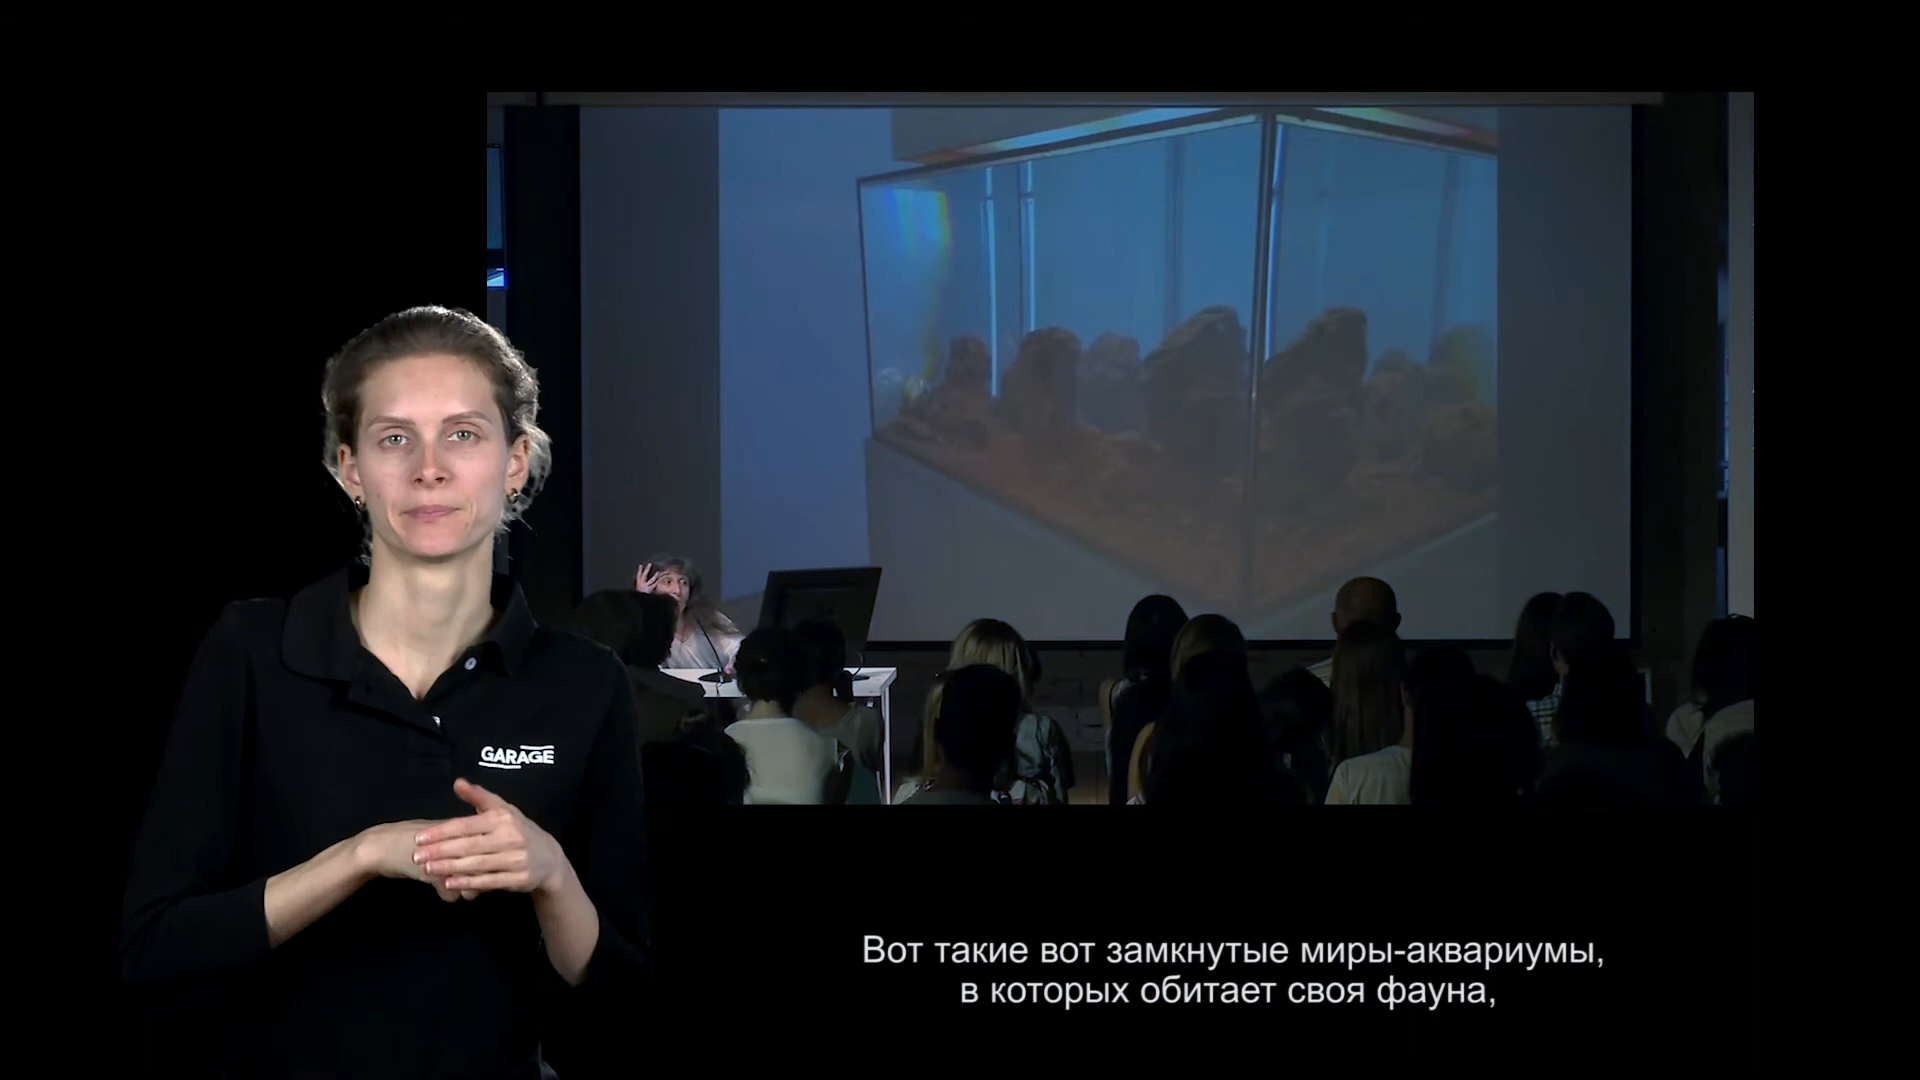 GARAGE
Вот такие вот замкнутые миры-аквариумы,
в которых обитает своя фауна,